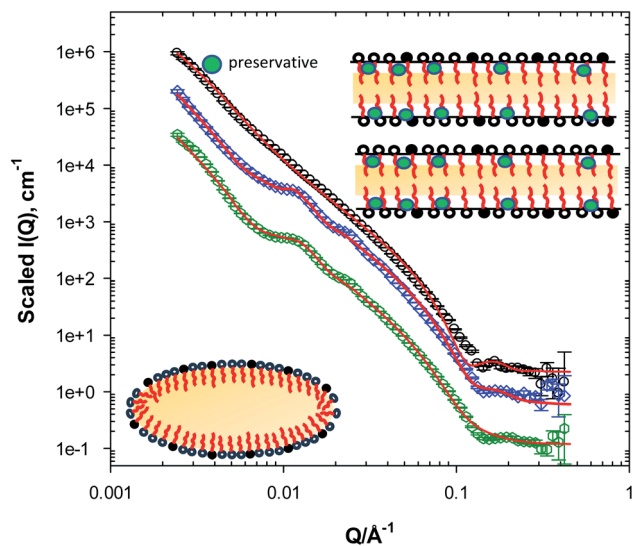 1e+6
preservative
1e+5
1e+4
1e+3
1e+2
1e+1
1e+0
1e-1
Scaled I(Q), cm⁻¹
0.001
0.01
0.1
1
Q/Å⁻¹